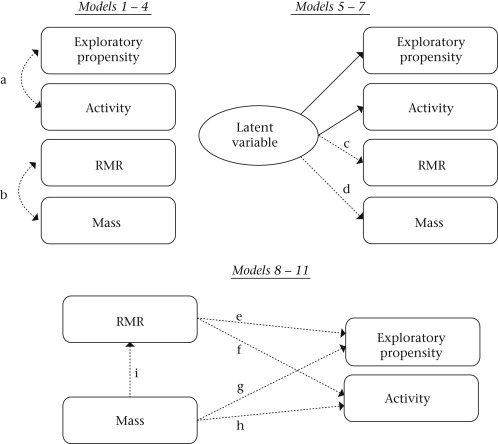 Models 1 – 4
Exploratory
propensity
a
Activity
RMR
b
Mass
Models 5 – 7
Exploratory
propensity
Activity
Latent
variable
c
RMR
d
Mass
Models 8 – 11
RMR
e
Exploratory
propensity
f
i
g
Activity
Mass
h